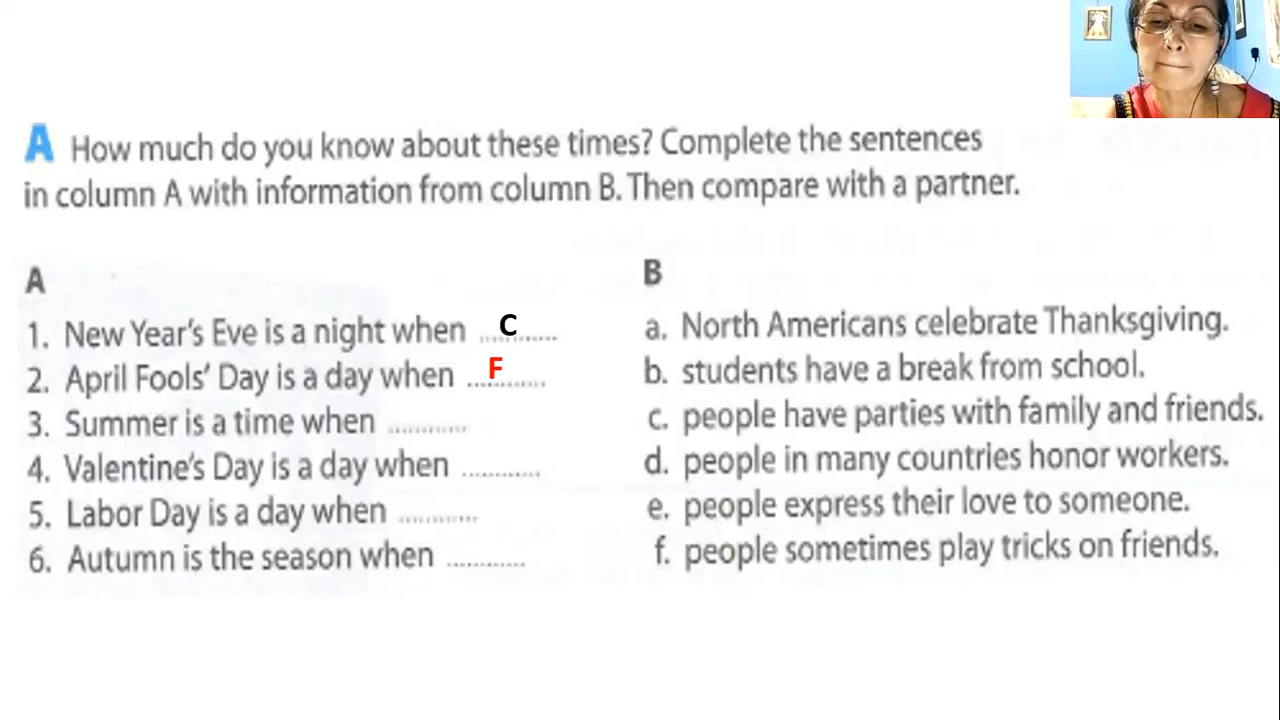 A How much do you know about these times? Complete the sentences
in column A with information from column B. Then compare with a partner.
A
1. New Year's Eve is a night when ............ C
2. April Fools' Day is a day when ............ F
3. Summer is a time when ............
4. Valentine's Day is a day when ............
5. Labor Day is a day when ............
6. Autumn is the season when ............
B
a. North Americans celebrate Thanksgiving.
b. students have a break from school.
c. people have parties with family and friends.
d. people in many countries honor workers.
e. people express their love to someone.
f. people sometimes play tricks on friends.